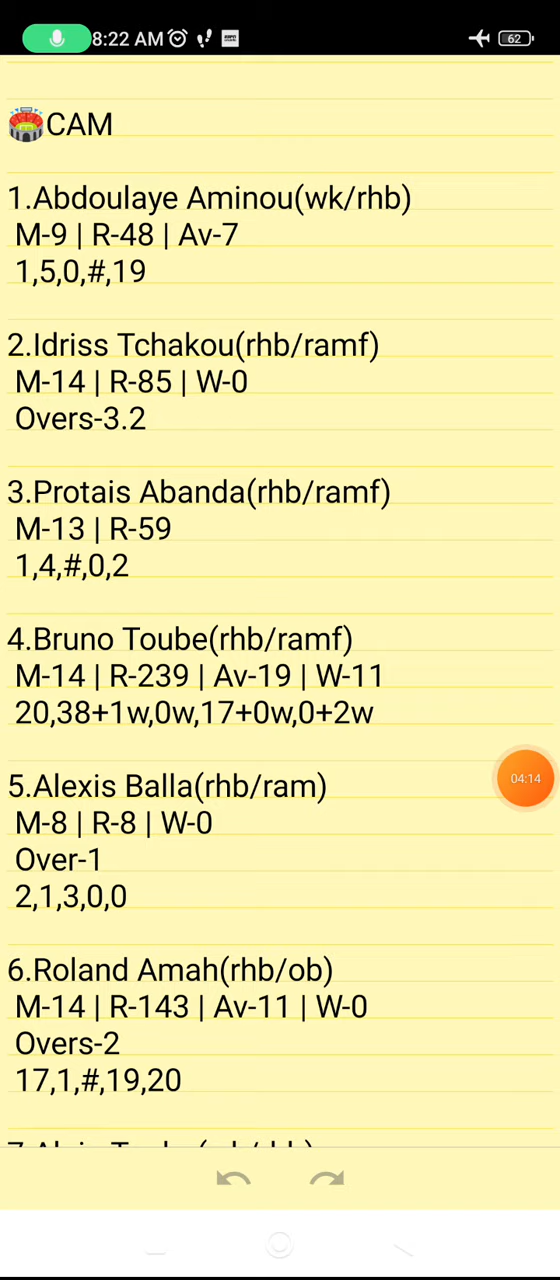 8:22 AM
62
CAM
1.Abdoulaye Aminou(wk/rhb)
M-9 | R-48 | Av-7
1,5,0,#,19
2.Idriss Tchakou(rhb/ramf)
M-14 | R-85 | W-0
Overs-3.2
3.Protais Abanda(rhb/ramf)
M-13 | R-59
1,4,#,0,2
4.Bruno Toube(rhb/ramf)
M-14 | R-239 | Av-19 | W-11
20,38+1w,0w,17+0w,0+2w
04:14
5.Alexis Balla(rhb/ram)
M-8 | R-8 | W-0
Over-1
2,1,3,0,0
6.Roland Amah(rhb/ob)
M-14 | R-143 | Av-11 | W-0
Overs-2
17,1,#,19,20